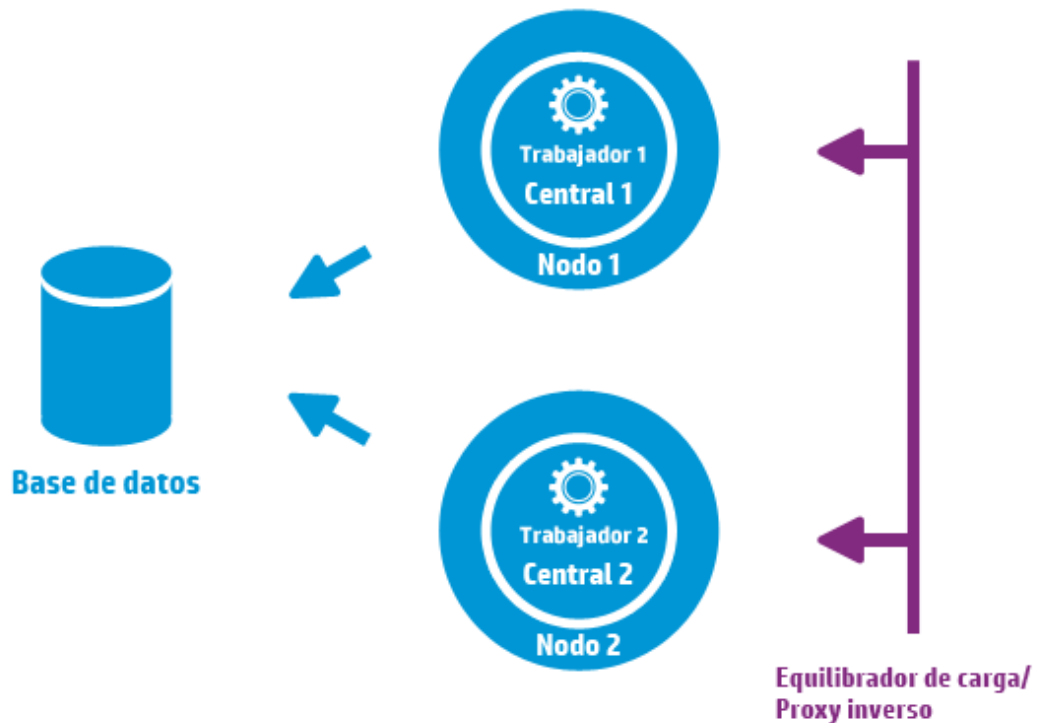 Trabajador 1
Central 1
Nodo 1
Base de datos
Trabajador 2
Central 2
Nodo 2
Equilibrador de carga/
Proxy inverso